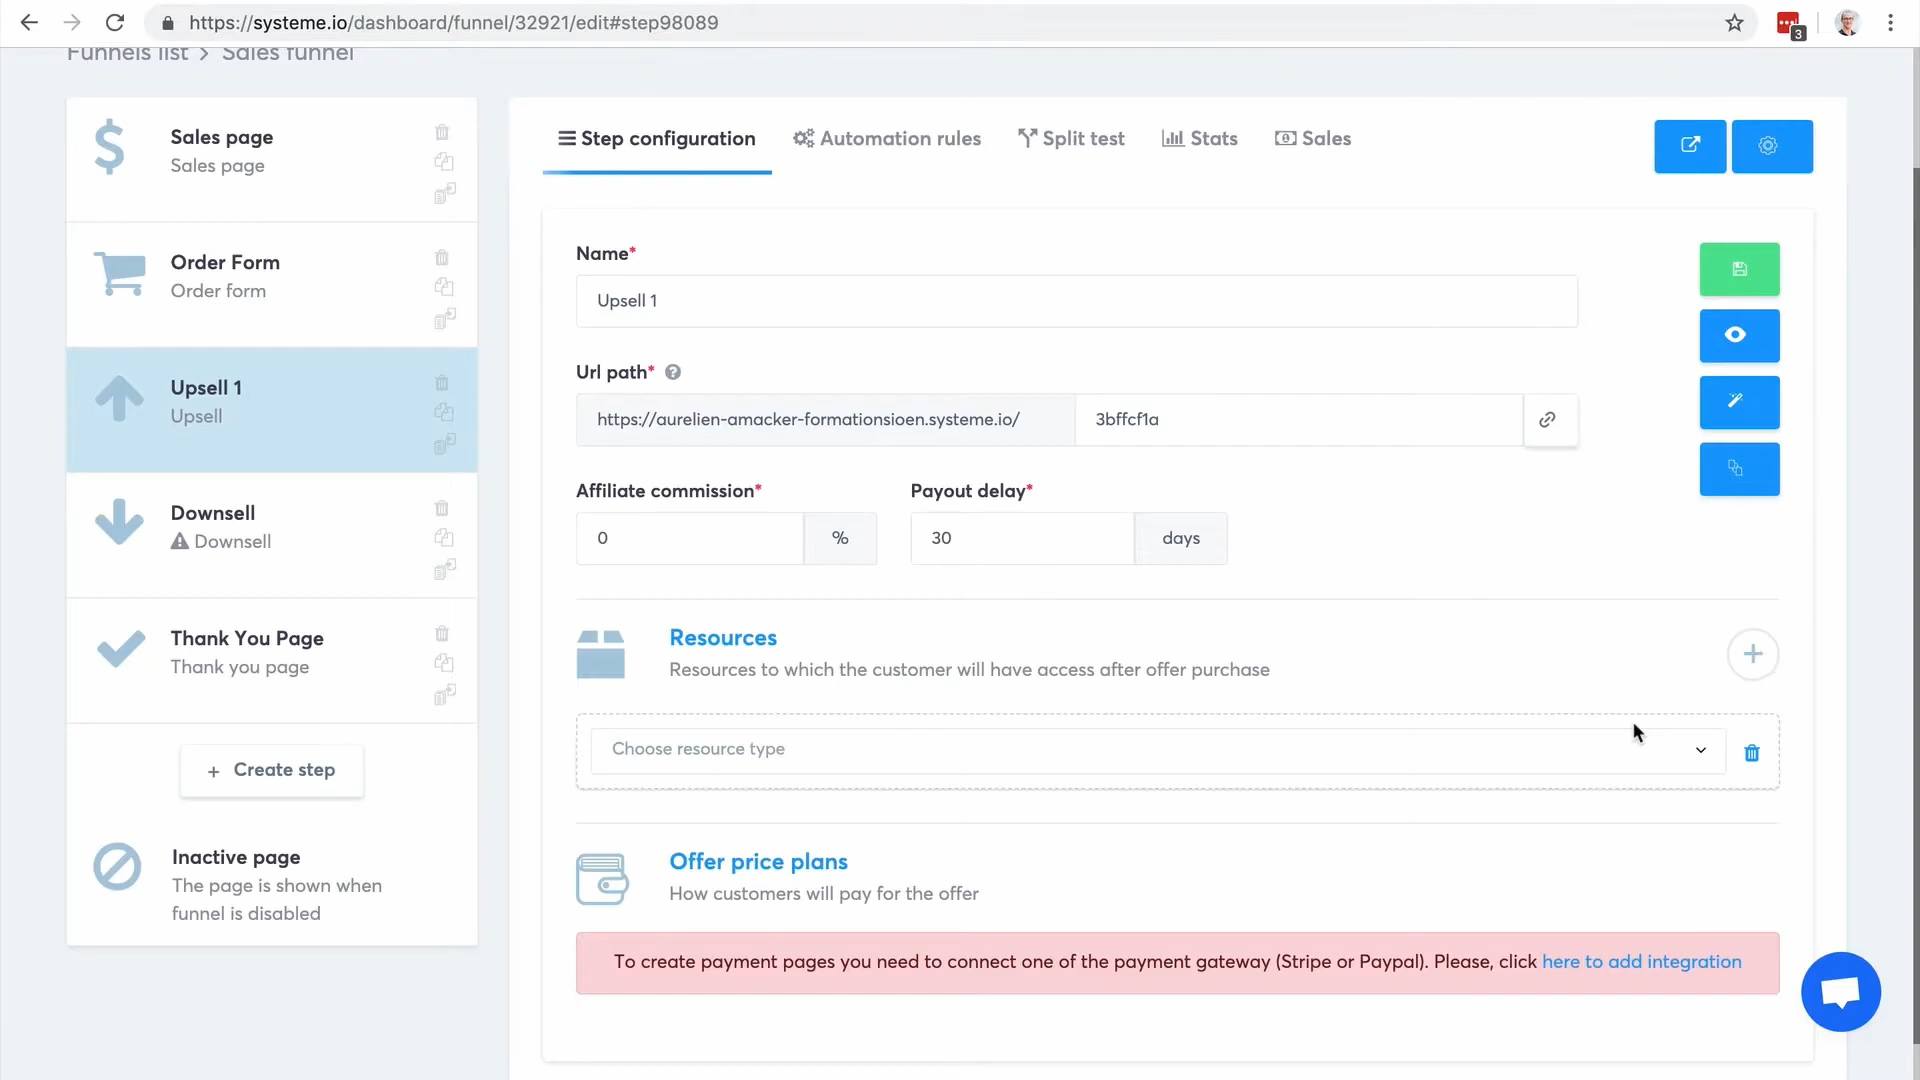 https://systeme.io/dashboard/funnel/32921/edit#step98089
3
Funnels list > Sales funnel
Sales page
Sales page
Order Form
Order form
Upsell 1
Upsell
Downsell
Downsell
Thank You Page
Thank you page
+ Create step
Inactive page
The page is shown when
funnel is disabled
Step configuration
Automation rules
Split test
Stats
Sales
Name*
Upsell 1
Url path* ?
https://aurelien-amacker-formationsioen.systeme.io/
3bffcf1a
Affiliate commission*
Payout delay*
0 %
30 days
Resources
Resources to which the customer will have access after offer purchase
Choose resource type
Offer price plans
How customers will pay for the offer
To create payment pages you need to connect one of the payment gateway (Stripe or Paypal). Please, click here to add integration